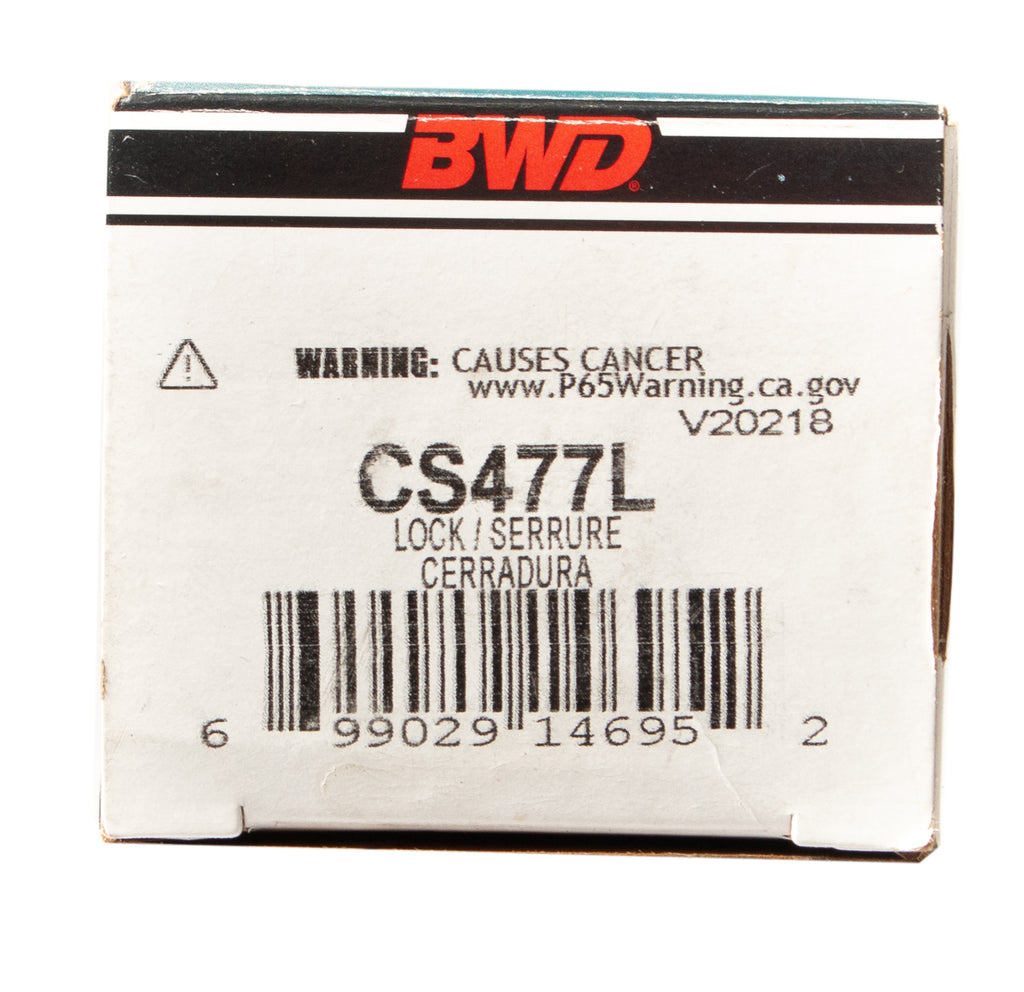 BWD®
WARNING: CAUSES CANCER
www.P65Warning.ca.gov
V20218
CS477L
LOCK / SERRURE
CERRADURA
6 99029 14695 2